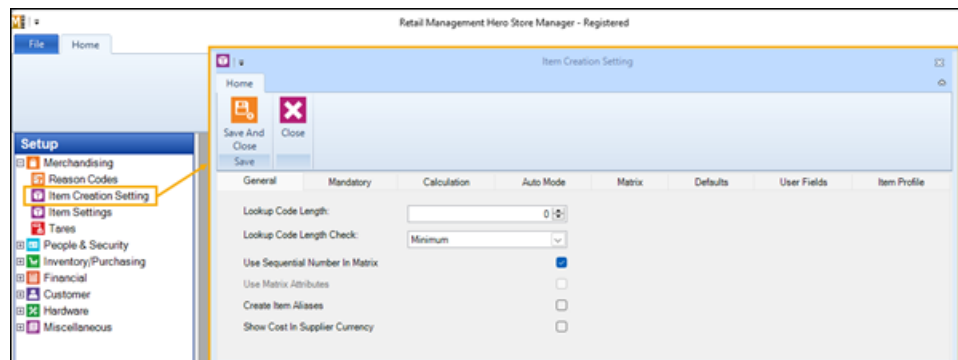 Retail Management Hero Store Manager - Registered
File Home
Item Creation Setting
Home
Save And Close
Close
Save
Setup
Merchandising
Reason Codes
Item Creation Setting
Item Settings
Tares
People & Security
Inventory/Purchasing
Financial
Customer
Hardware
Miscellaneous
General Mandatory Calculation Auto Mode Matrix Defaults User Fields Item Profile
Lookup Code Length: 0
Lookup Code Length Check: Minimum
Use Sequential Number In Matrix
Use Matrix Attributes
Create Item Aliases
Show Cost In Supplier Currency